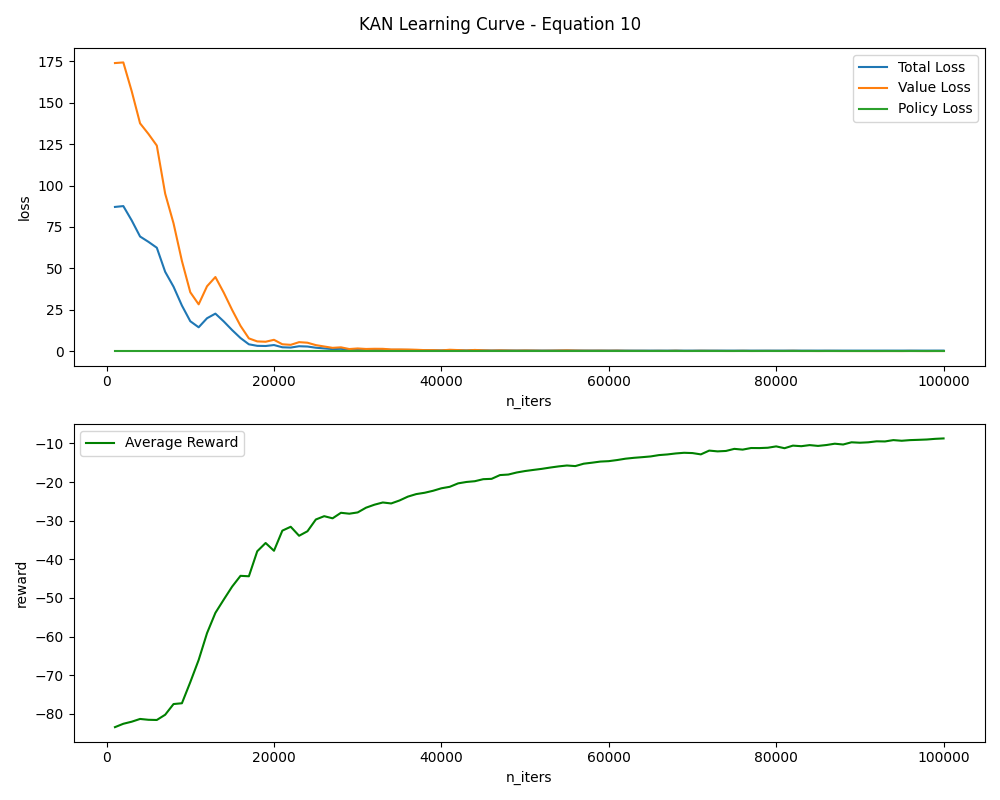 KAN Learning Curve - Equation 10
175
150
125
100
75
50
25
0
loss
Total Loss
Value Loss
Policy Loss
0 20000 40000 60000 80000 100000
n_iters
−10
−20
−30
−40
−50
−60
−70
−80
reward
Average Reward
0 20000 40000 60000 80000 100000
n_iters